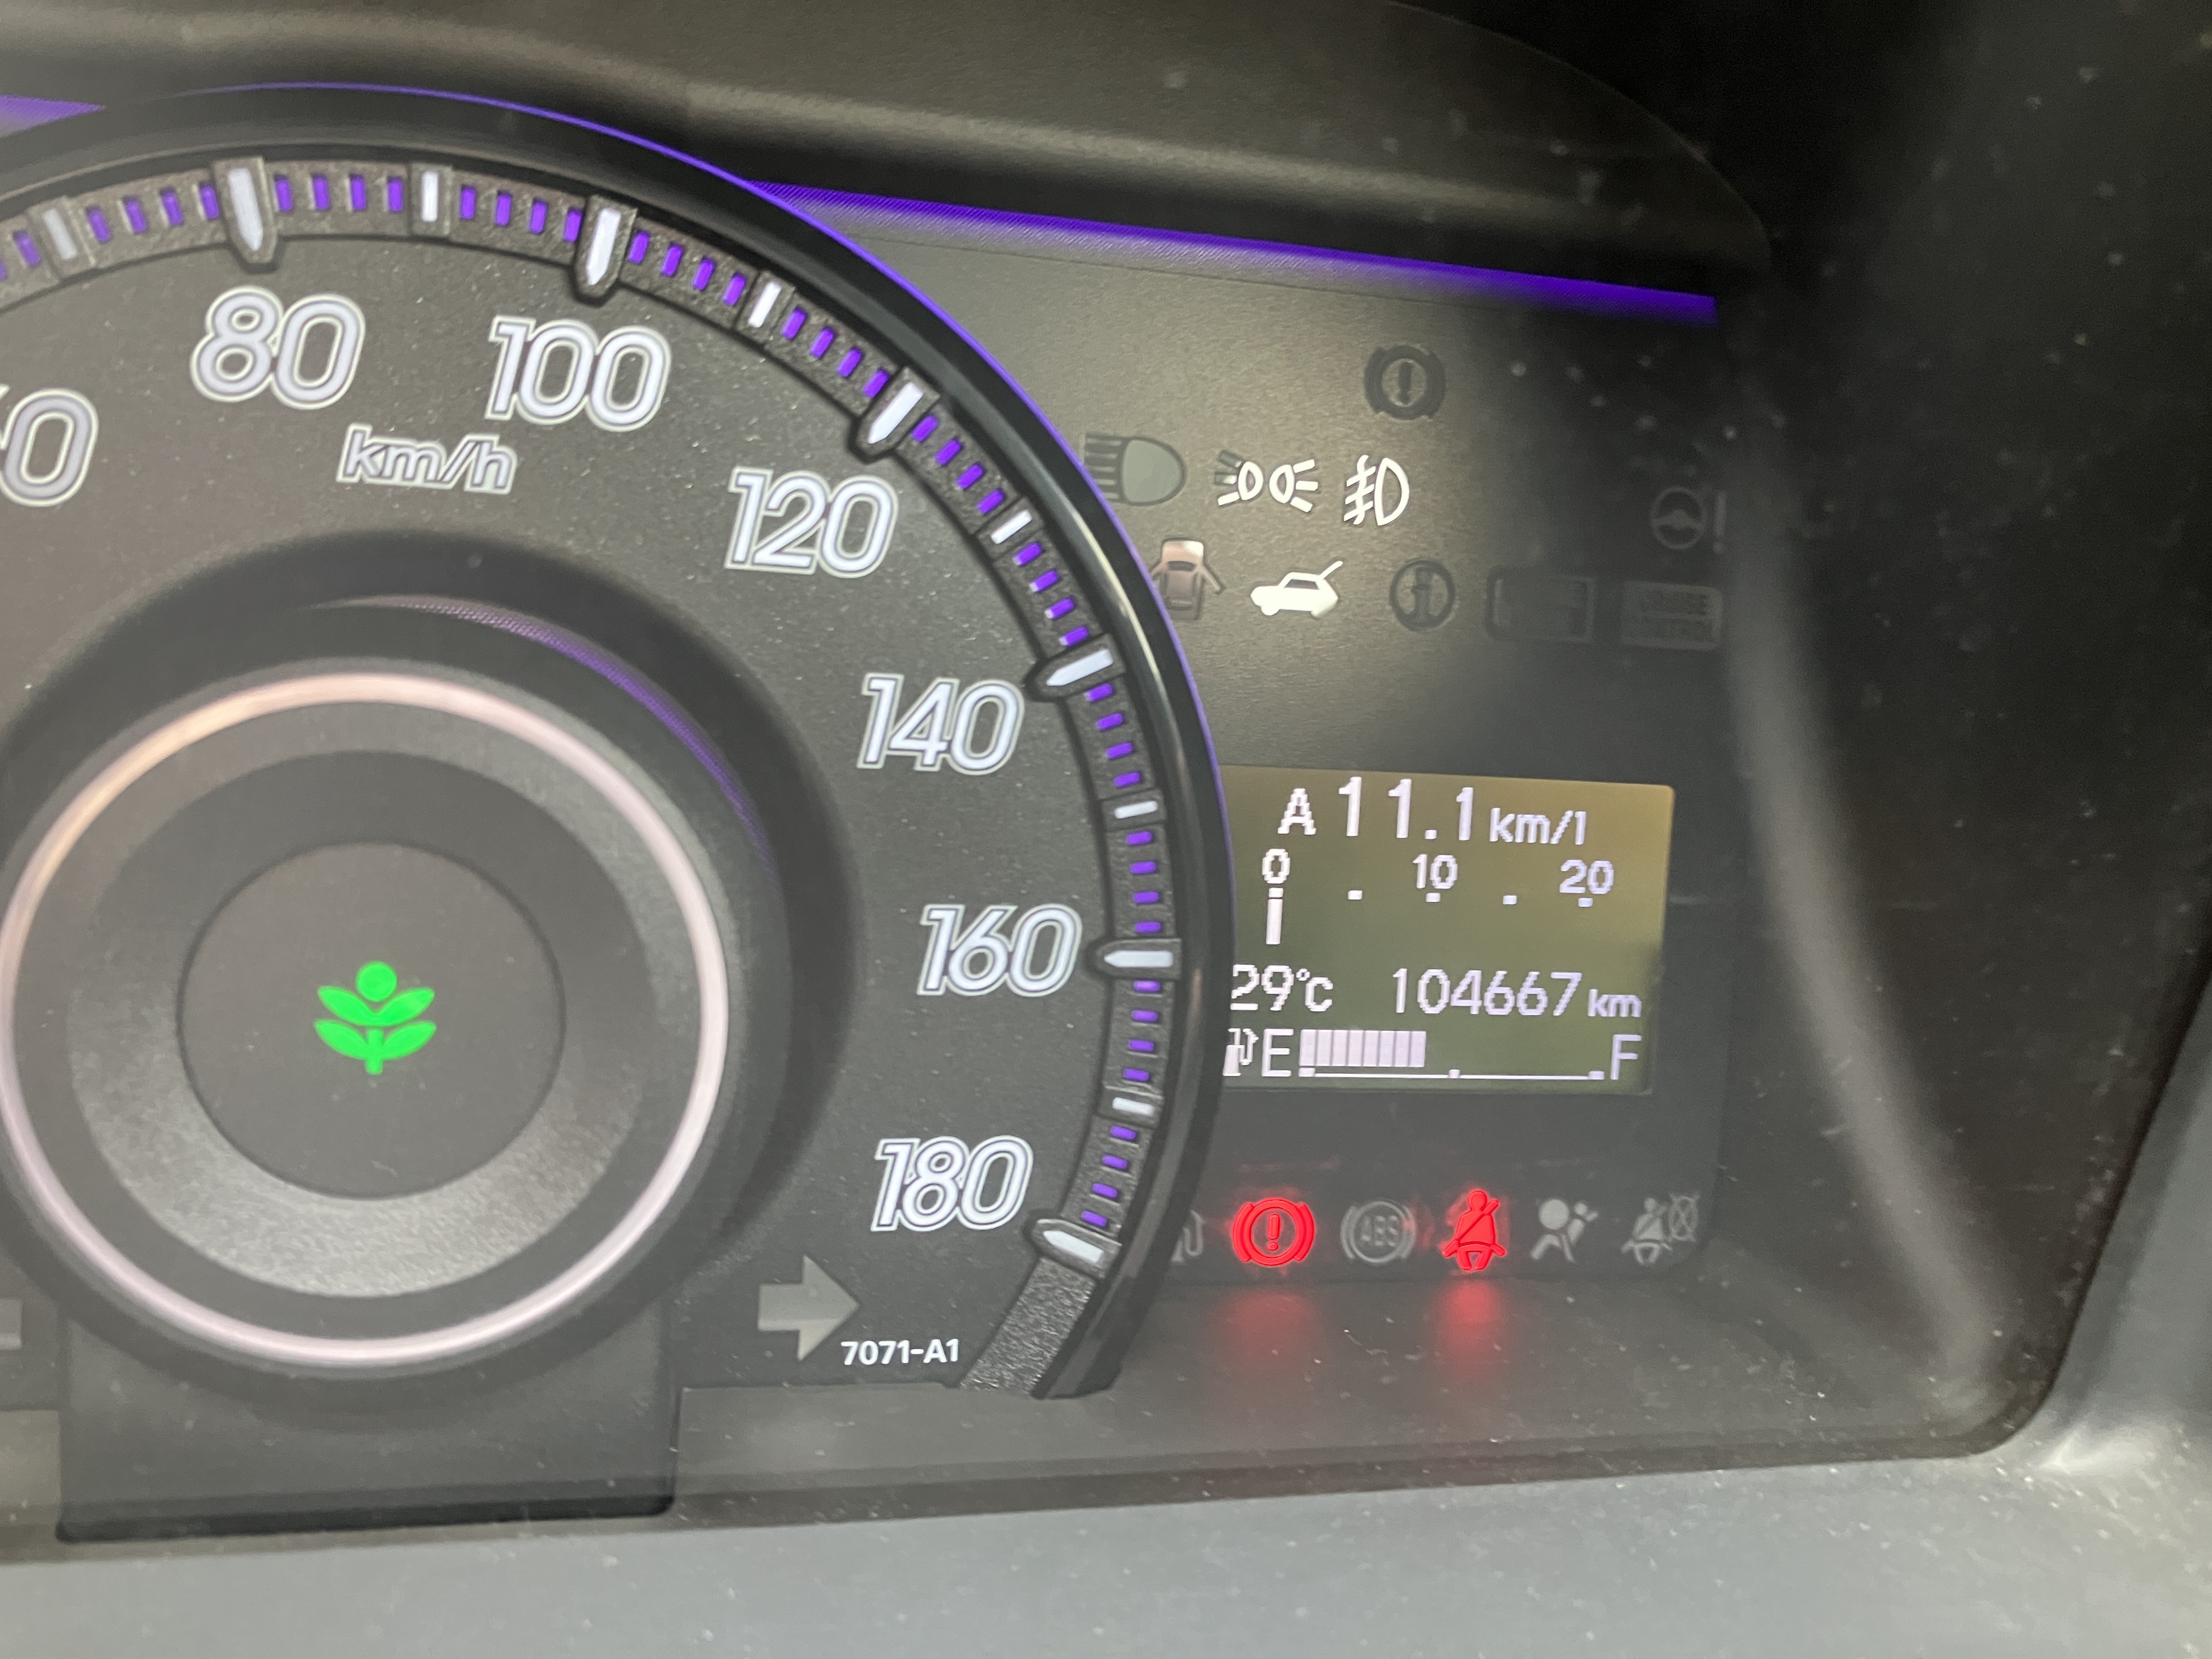 80
100
km/h
120
140
160
180
7071-A1
A 11.1 km/l
0 . 10 . 20
29°C 104667 km
E F
ABS